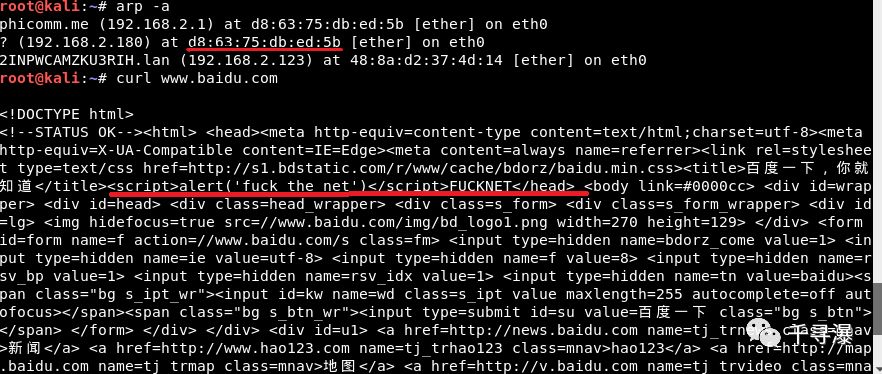 root@kali:~# arp -a
phicomm.me (192.168.2.1) at d8:63:75:db:ed:5b [ether] on eth0
? (192.168.2.180) at d8:63:75:db:ed:5b [ether] on eth0
2INPWCAMZKU3RIH.lan (192.168.2.123) at 48:8a:d2:37:4d:14 [ether] on eth0
root@kali:~# curl www.baidu.com
<!DOCTYPE html>
<!--STATUS OK--><html> <head><meta http-equiv=content-type content=text/html;charset=utf-8><meta
http-equiv=X-UA-Compatible content=IE=Edge><meta content=always name=referrer><link rel=styleshee
t type=text/css href=http://s1.bdstatic.com/r/www/cache/bdorz/baidu.min.css><title>百度一下，你就
知道</title><script>alert('fuck the net')</script>FUCKNET</head> <body link=#0000cc> <div id=wrap
per> <div id=head> <div class=head_wrapper> <div class=s_form> <div class=s_form_wrapper> <div id
=lg> <img hidefocus=true src=//www.baidu.com/img/bd_logo1.png width=270 height=129> </div> <form
id=form name=f action=//www.baidu.com/s class=fm> <input type=hidden name=bdorz_come value=1> <in
put type=hidden name=ie value=utf-8> <input type=hidden name=f value=8> <input type=hidden name=r
sv_bp value=1> <input type=hidden name=rsv_idx value=1> <input type=hidden name=tn value=baidu><s
pan class="bg s_ipt_wr"><input id=kw name=wd class=s_ipt value maxlength=255 autocomplete=off aut
ofocus></span><span class="bg s_btn_wr"><input type=submit id=su value=百度一下 class="bg s_btn">
</span> </form> </div> </div> <div id=u1> <a href=http://news.baidu.com name=tj_trnews class=mnav
>新闻</a> <a href=http://www.hao123.com name=tj_trhao123 class=mnav>hao123</a> <a href=http://map
.baidu.com name=tj_trmap class=mnav>地图</a> <a href=http://v.baidu.com name=tj_trvideo class=mna
千寻瀑